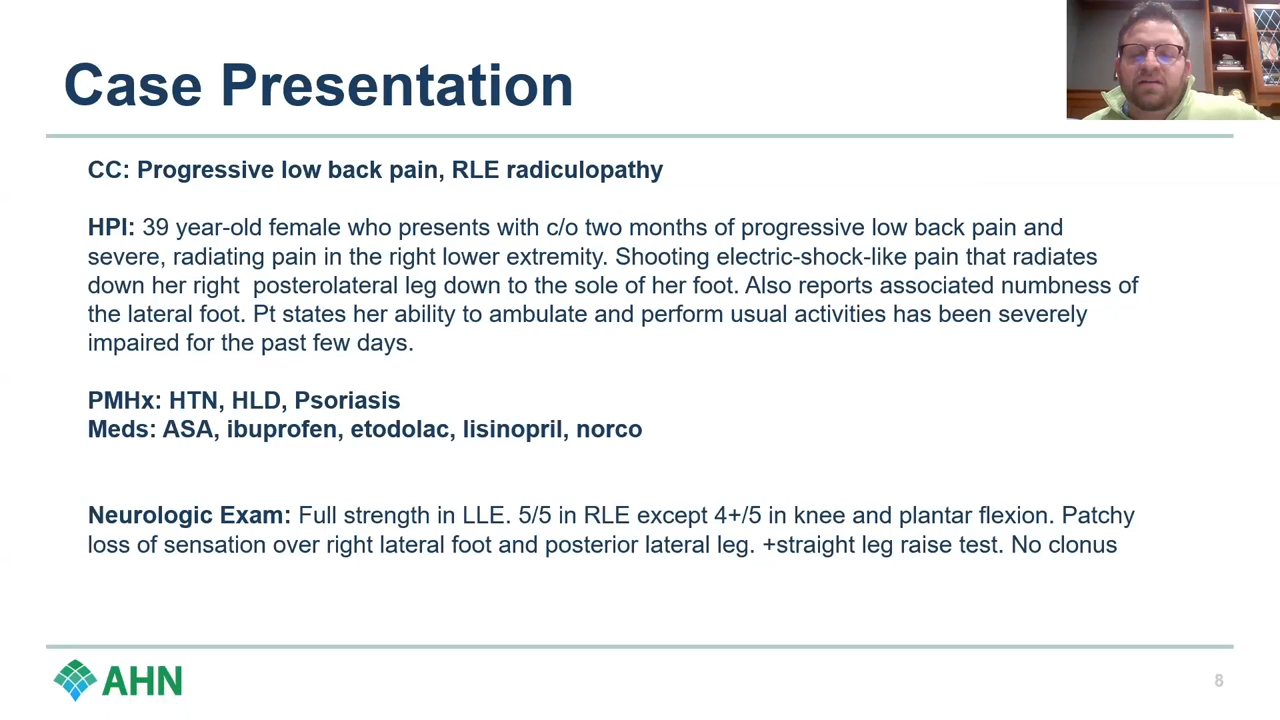 Case Presentation
CC: Progressive low back pain, RLE radiculopathy
HPI: 39 year-old female who presents with c/o two months of progressive low back pain and
severe, radiating pain in the right lower extremity. Shooting electric-shock-like pain that radiates
down her right  posterolateral leg down to the sole of her foot. Also reports associated numbness of
the lateral foot. Pt states her ability to ambulate and perform usual activities has been severely
impaired for the past few days.
PMHx: HTN, HLD, Psoriasis
Meds: ASA, ibuprofen, etodolac, lisinopril, norco
Neurologic Exam: Full strength in LLE. 5/5 in RLE except 4+/5 in knee and plantar flexion. Patchy
loss of sensation over right lateral foot and posterior lateral leg. +straight leg raise test. No clonus
AHN
8